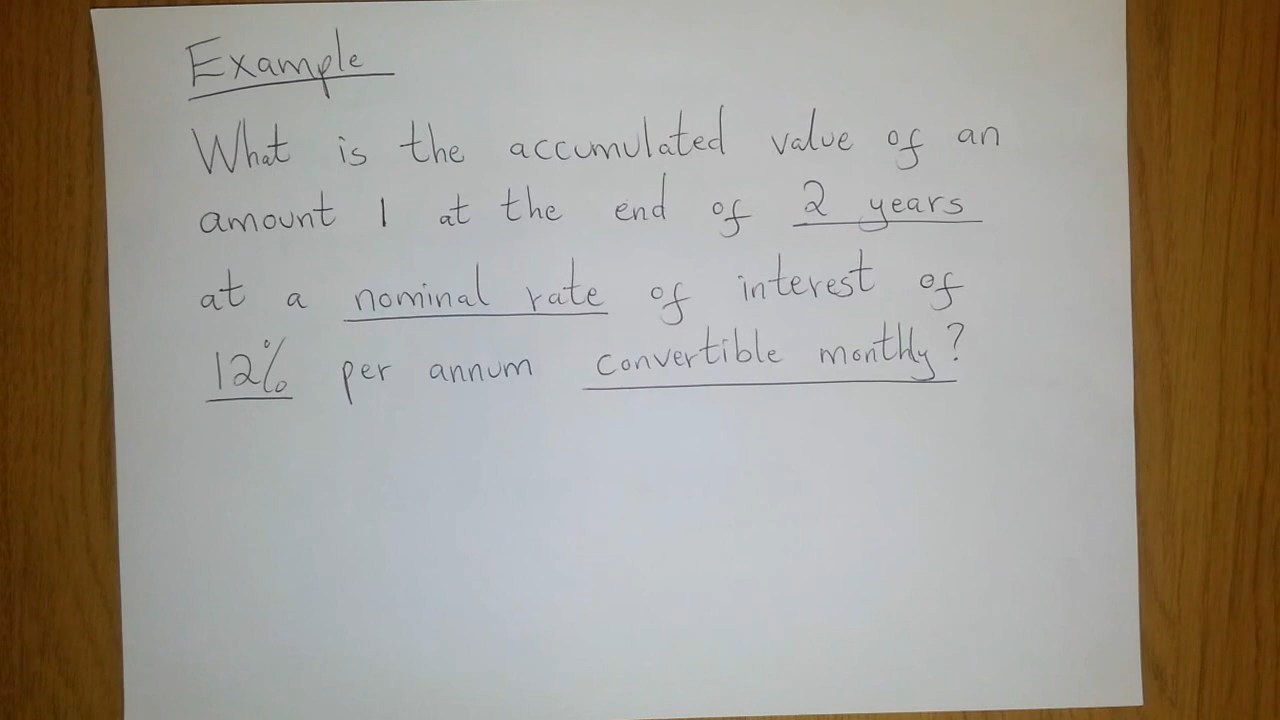 Example
What is the accumulated value of an
amount 1 at the end of 2 years
at a nominal rate of interest of
12% per annum convertible monthly?